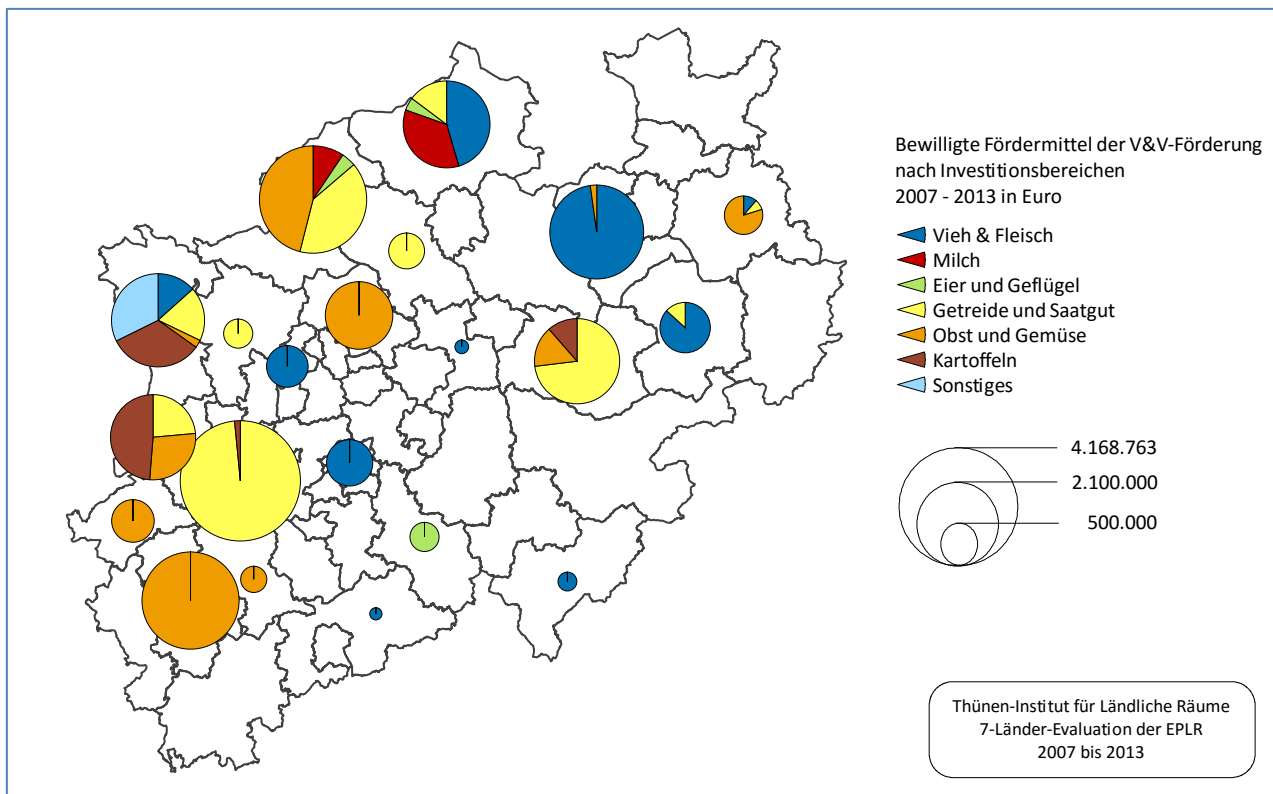 Bewilligte Fördermittel der V&V-Förderung
nach Investitionsbereichen
2007 - 2013 in Euro
Vieh & Fleisch
Milch
Eier und Geflügel
Getreide und Saatgut
Obst und Gemüse
Kartoffeln
Sonstiges
4.168.763
2.100.000
500.000
Thünen-Institut für Ländliche Räume
7-Länder-Evaluation der EPLR
2007 bis 2013